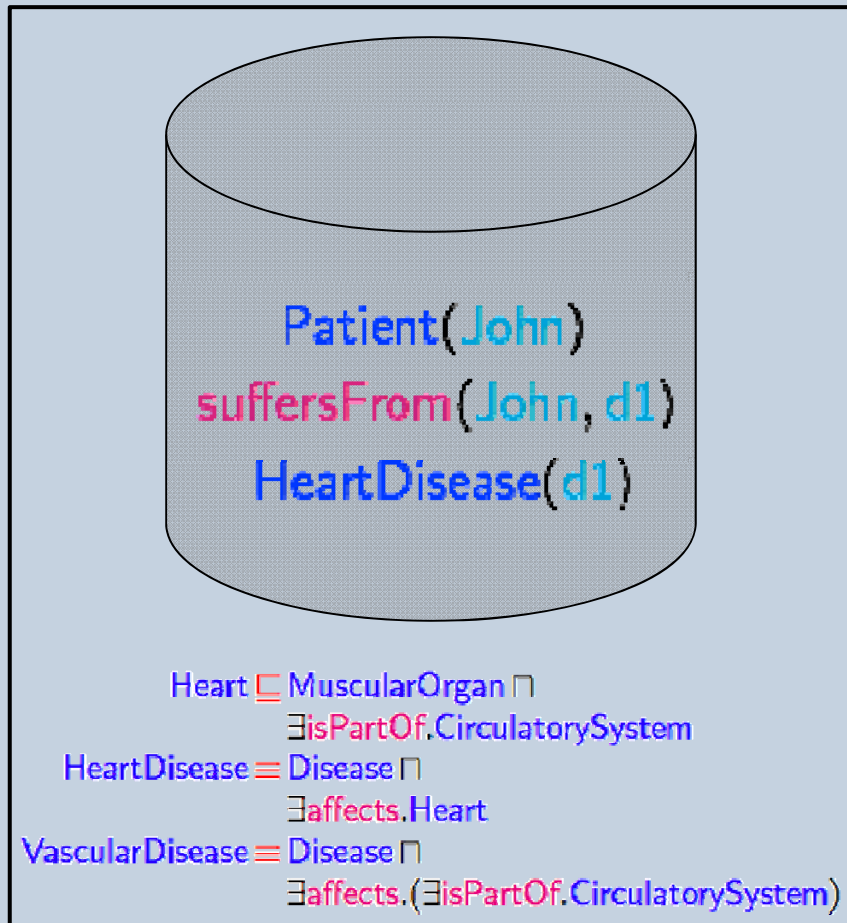 Patient(John)
suffersFrom(John, d1)
HeartDisease(d1)
Heart ⊑ MuscularOrgan ⊓
∃isPartOf.CirculatorySystem
HeartDisease ≡ Disease ⊓
∃affects.Heart
VascularDisease ≡ Disease ⊓
∃affects.(∃isPartOf.CirculatorySystem)